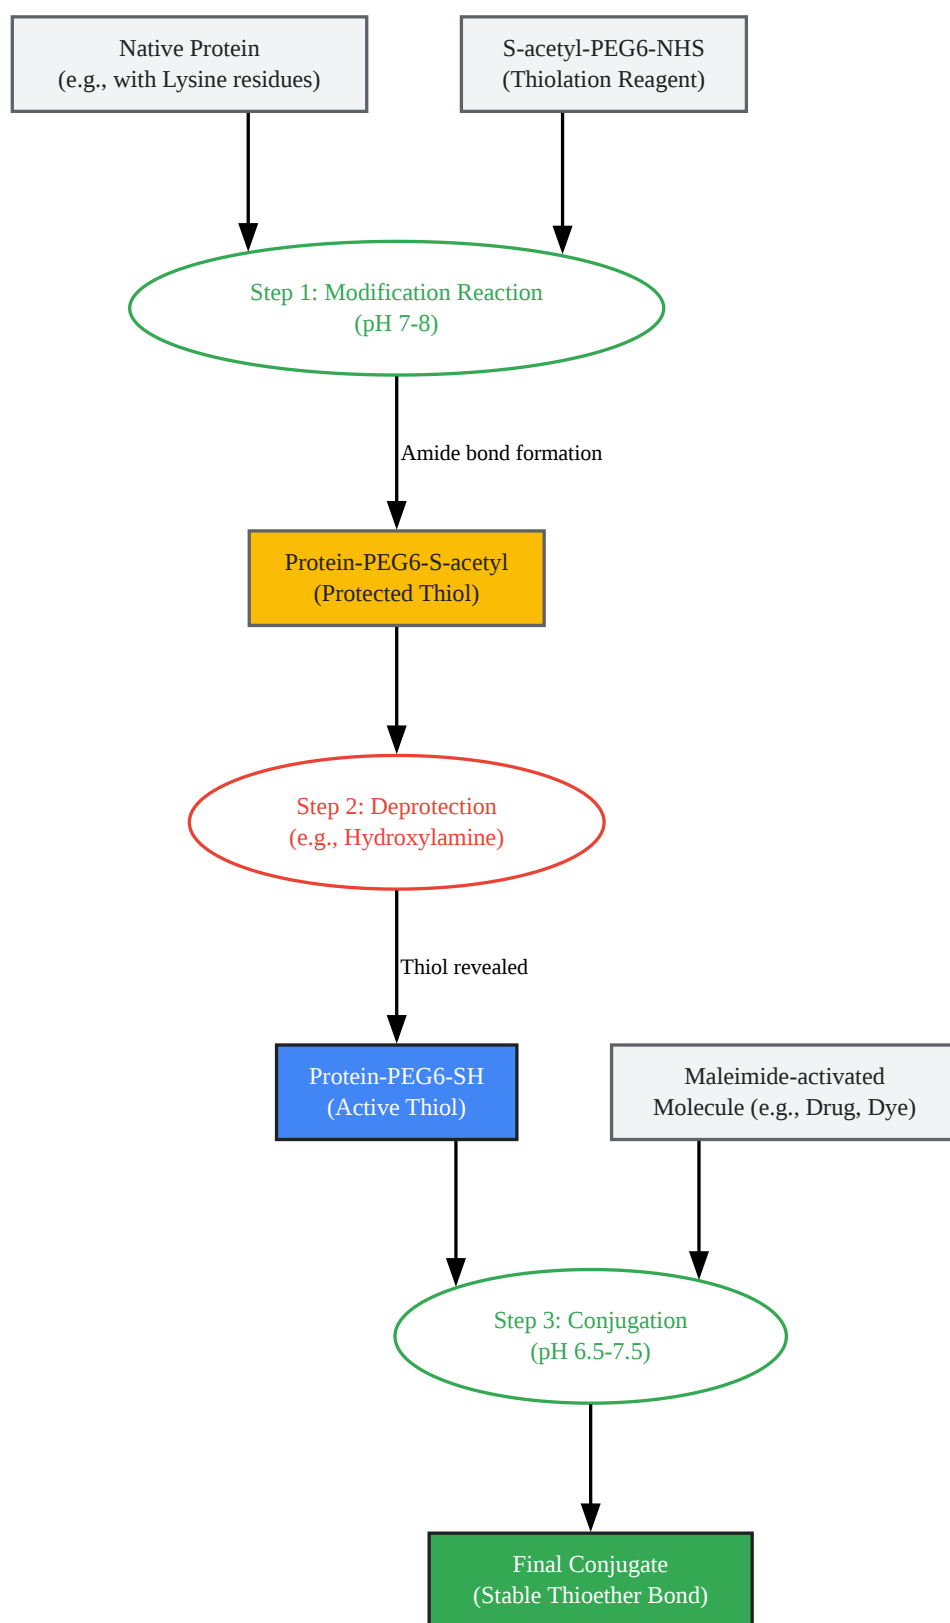 Native Protein
(e.g., with Lysine residues)
S-acetyl-PEG6-NHS
(Thiolation Reagent)
Step 1: Modification Reaction
(pH 7-8)
Amide bond formation
Protein-PEG6-S-acetyl
(Protected Thiol)
Step 2: Deprotection
(e.g., Hydroxylamine)
Thiol revealed
Protein-PEG6-SH
(Active Thiol)
Maleimide-activated
Molecule (e.g., Drug, Dye)
Step 3: Conjugation
(pH 6.5-7.5)
Final Conjugate
(Stable Thioether Bond)